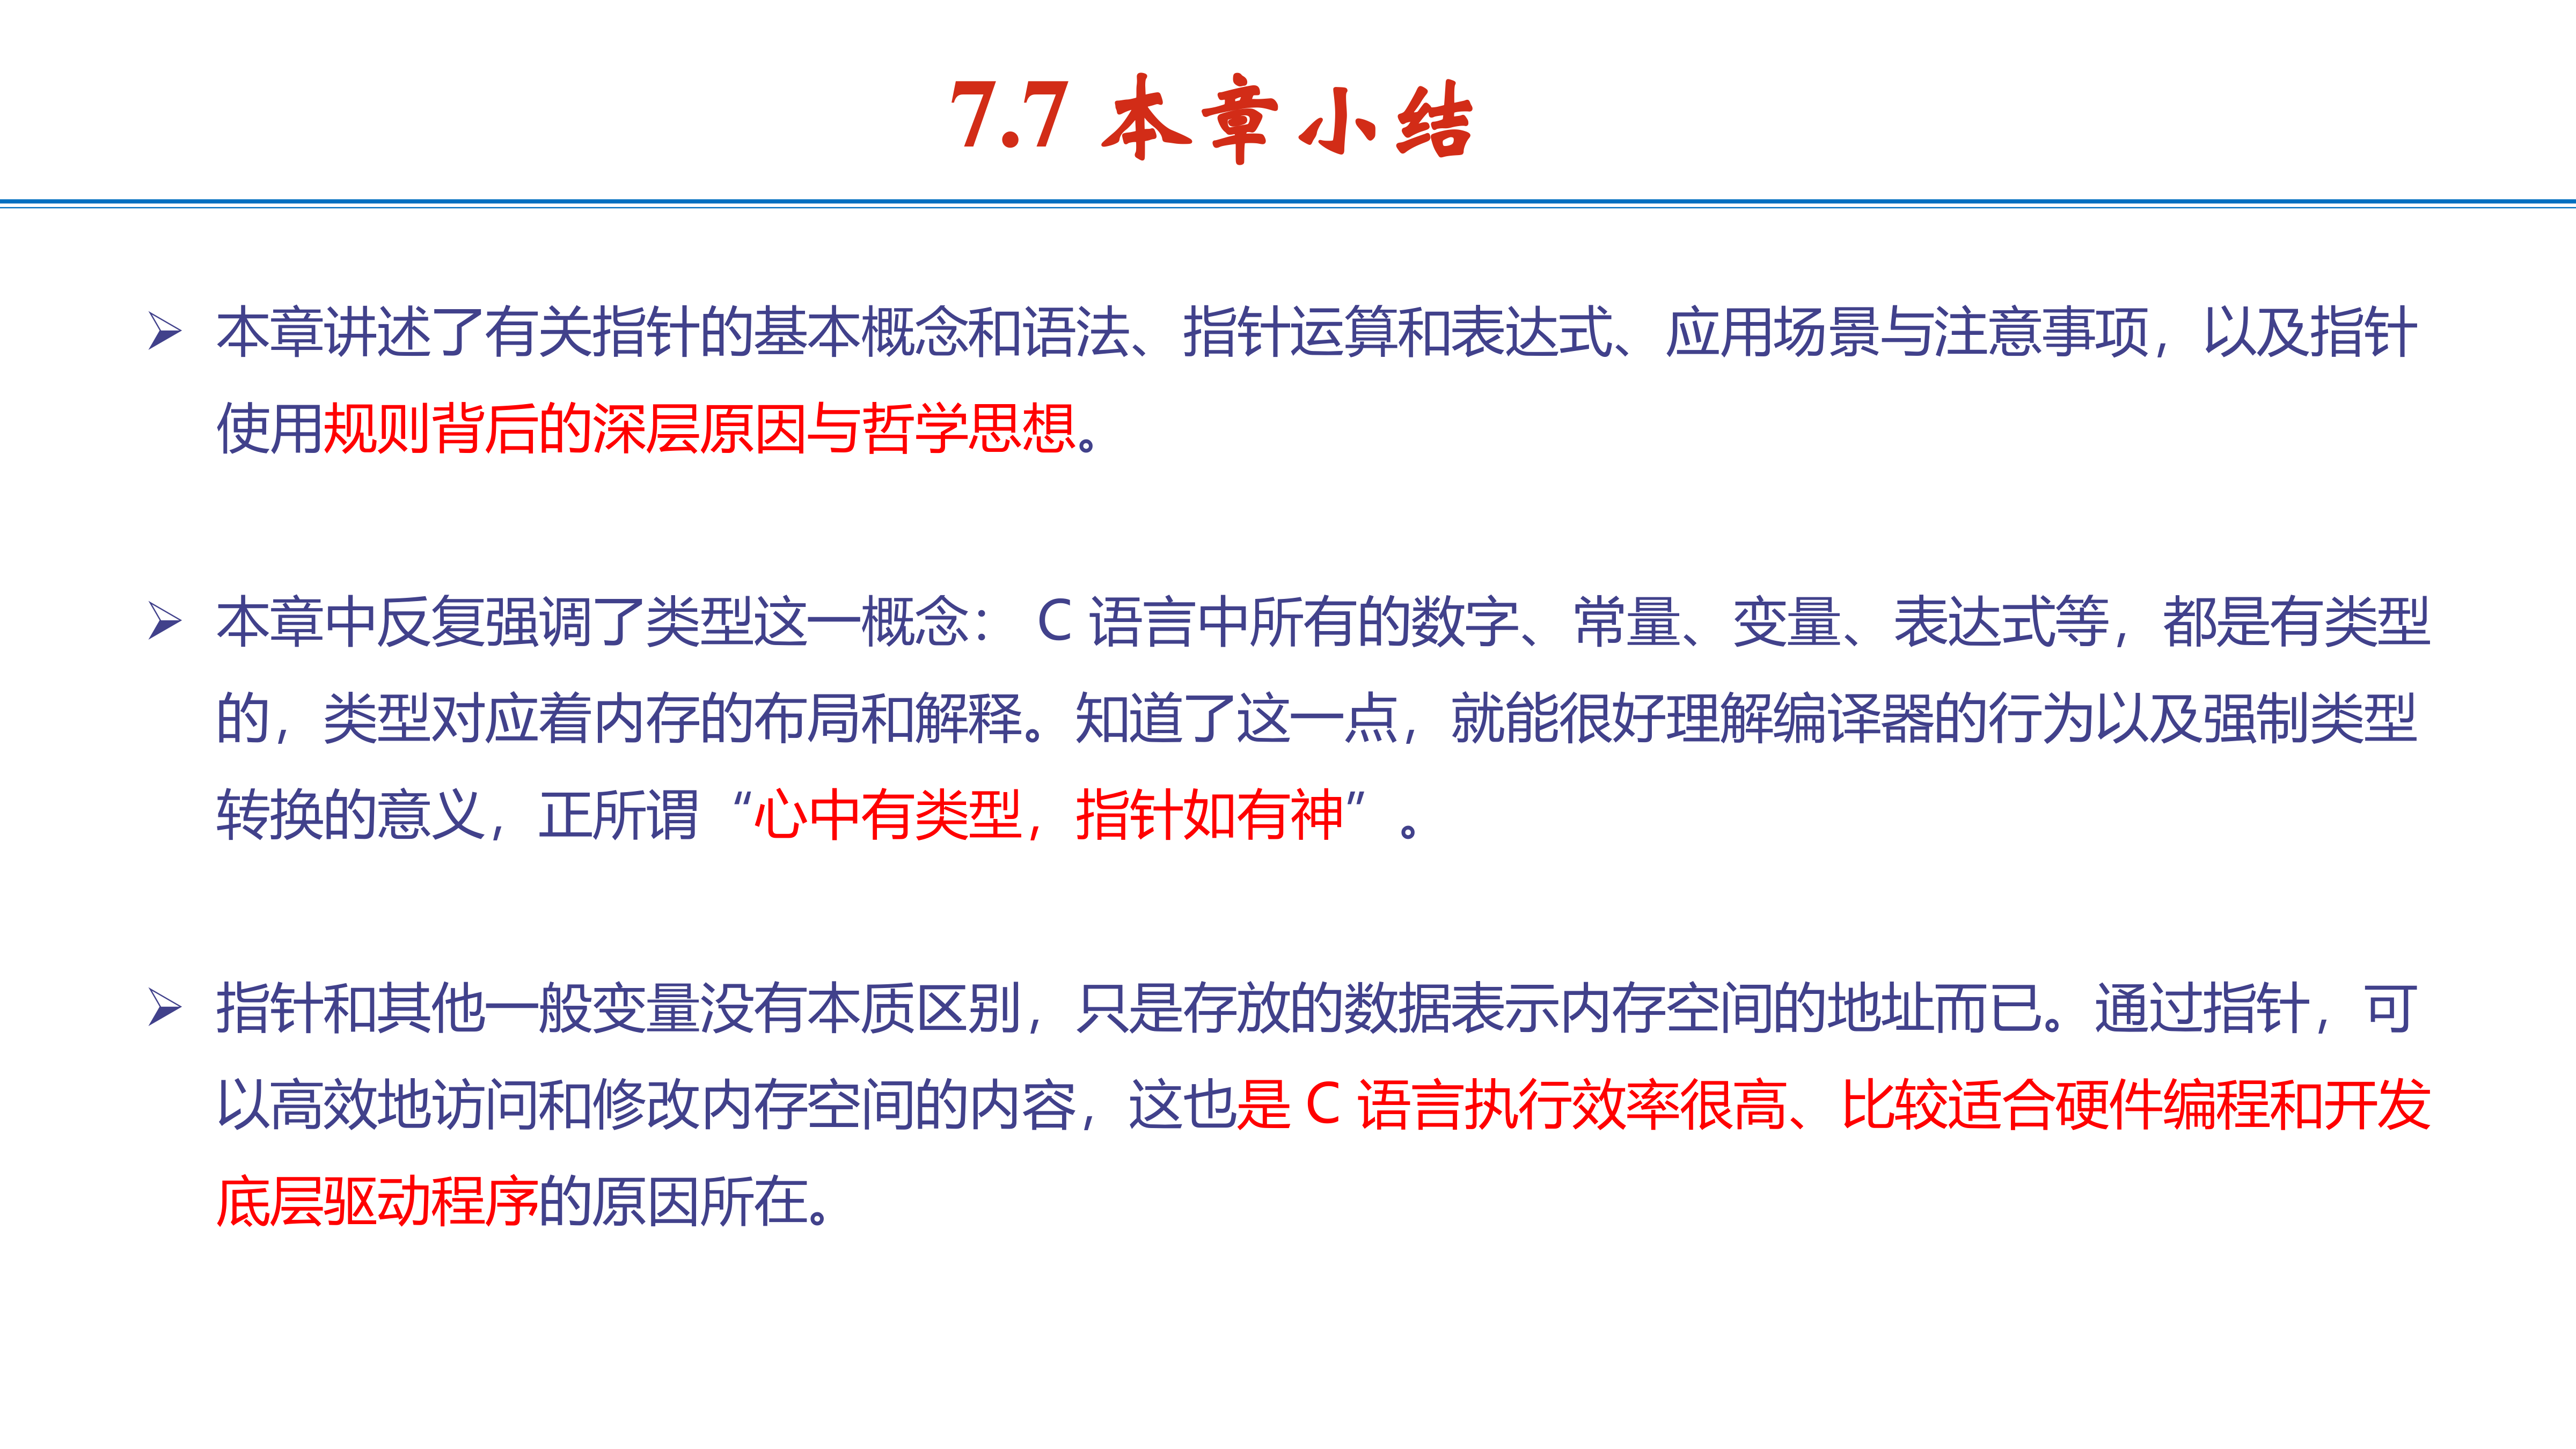 7.7 本章小结
本章讲述了有关指针的基本概念和语法、指针运算和表达式、应用场景与注意事项，以及指针
使用规则背后的深层原因与哲学思想。
本章中反复强调了类型这一概念： C 语言中所有的数字、常量、变量、表达式等，都是有类型
的，类型对应着内存的布局和解释。知道了这一点，就能很好理解编译器的行为以及强制类型
转换的意义，正所谓“心中有类型，指针如有神”。
指针和其他一般变量没有本质区别，只是存放的数据表示内存空间的地址而已。通过指针，可
以高效地访问和修改内存空间的内容，这也是 C 语言执行效率很高、比较适合硬件编程和开发
底层驱动程序的原因所在。